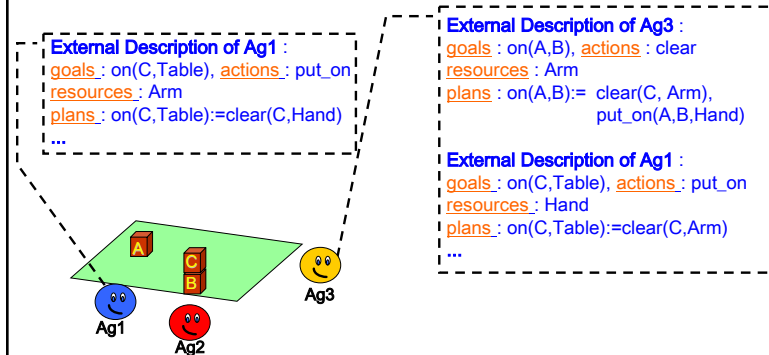 External Description of Ag1 :
goals : on(C,Table), actions : put_on
resources : Arm
plans : on(C,Table):=clear(C,Hand)
...
External Description of Ag3 :
goals : on(A,B), actions : clear
resources : Arm
plans : on(A,B):= clear(C, Arm),
put_on(A,B,Hand)
External Description of Ag1 :
goals : on(C,Table), actions : put_on
resources : Hand
plans : on(C,Table):=clear(C,Arm)
...
A
C
B
Ag3
Ag1
Ag2